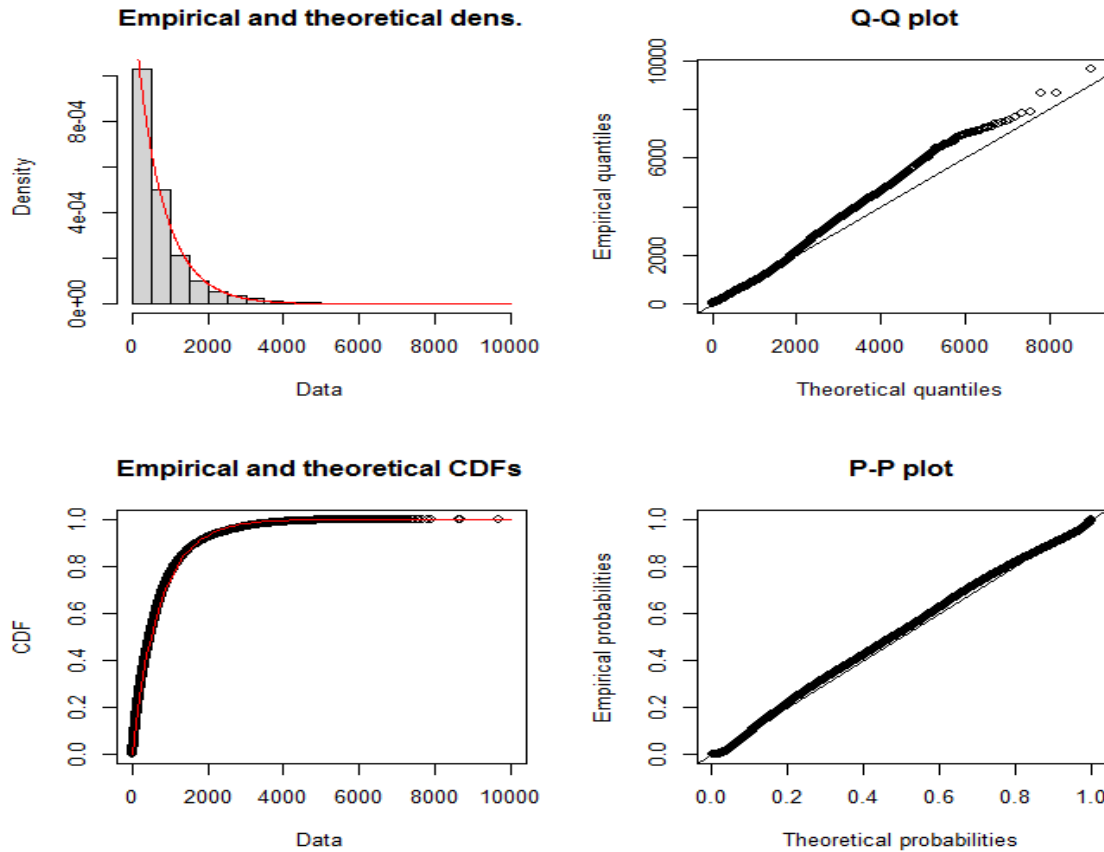 Empirical and theoretical dens.
Density
0e+00 4e-04 8e-04
0 2000 4000 6000 8000 10000
Data
Q-Q plot
Empirical quantiles
0 2000 6000 10000
0 2000 4000 6000 8000
Theoretical quantiles
Empirical and theoretical CDFs
CDF
0.0 0.2 0.4 0.6 0.8 1.0
0 2000 4000 6000 8000 10000
Data
P-P plot
Empirical probabilities
0.0 0.2 0.4 0.6 0.8 1.0
0.0 0.2 0.4 0.6 0.8 1.0
Theoretical probabilities